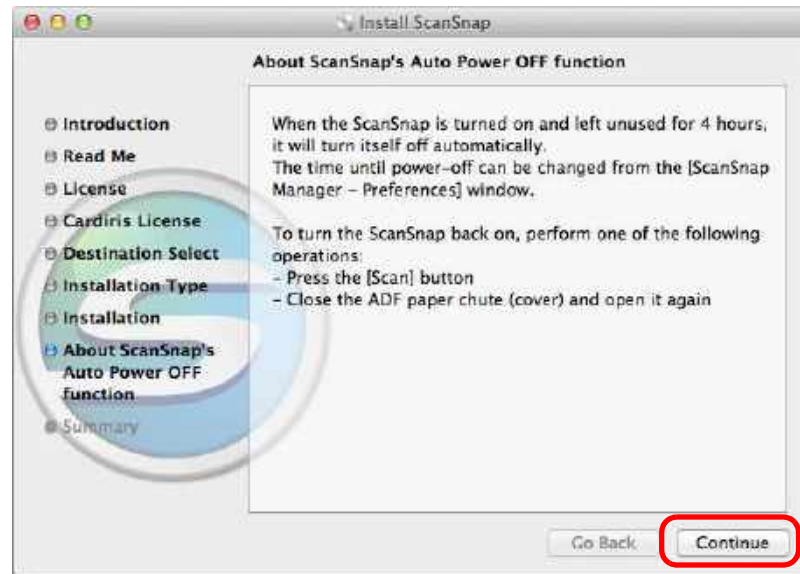 Install ScanSnap
About ScanSnap's Auto Power OFF function
Introduction
Read Me
License
Cardiris License
Destination Select
Installation Type
Installation
About ScanSnap's
Auto Power OFF
function
Summary
When the ScanSnap is turned on and left unused for 4 hours,
it will turn itself off automatically.
The time until power-off can be changed from the [ScanSnap
Manager - Preferences] window.
To turn the ScanSnap back on, perform one of the following
operations:
- Press the [Scan] button
- Close the ADF paper chute (cover) and open it again
Go Back
Continue